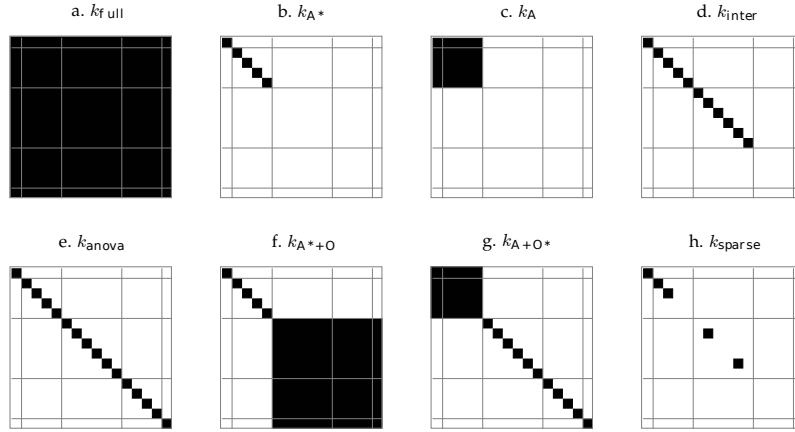 a. k_full
b. k_A*
c. k_A
d. k_inter
e. k_anova
f. k_A*+O
g. k_A+O*
h. k_sparse